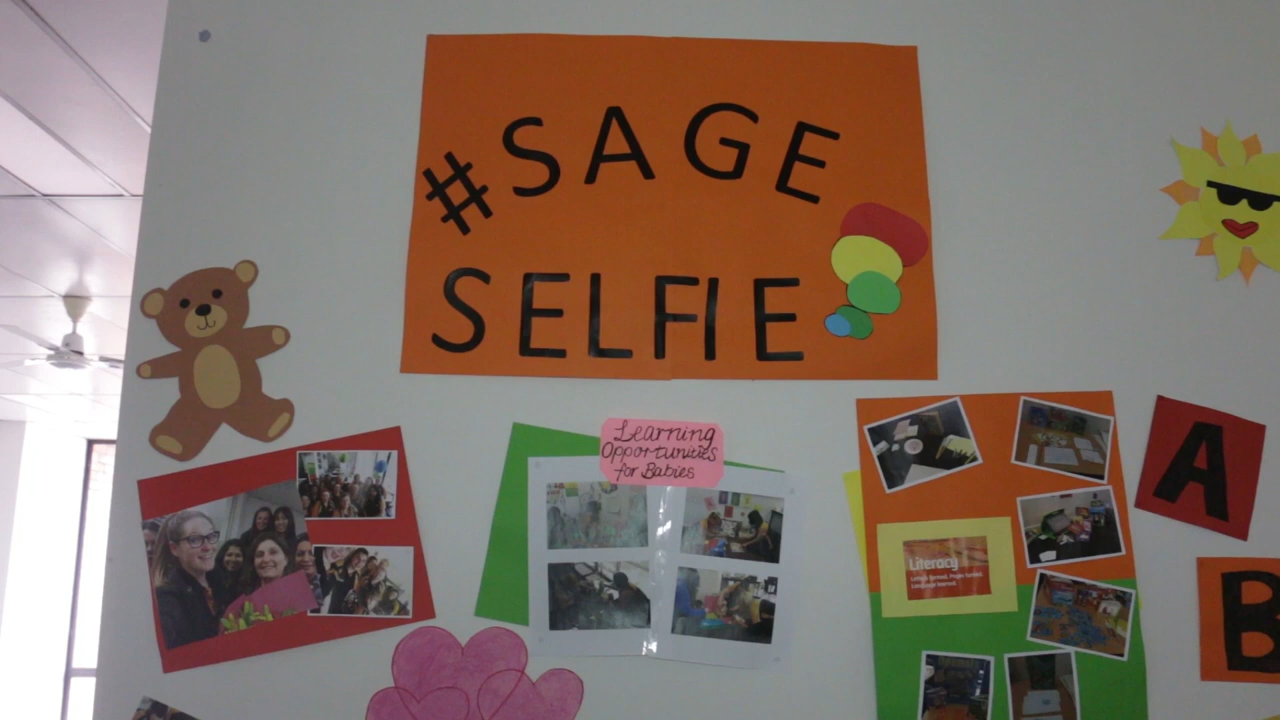 #SAGE
SELFIE
Learning
Opportunities
for Babies
Literacy
A
B